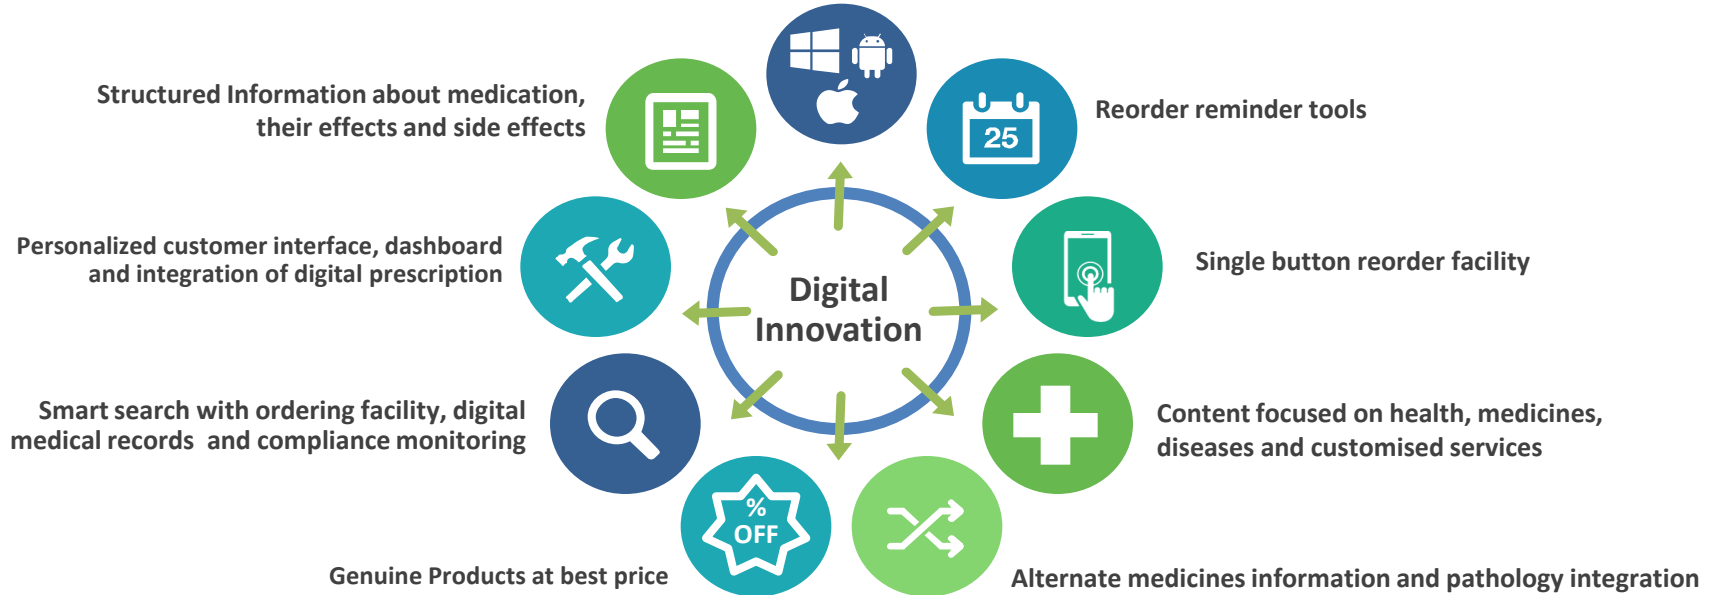 Structured Information about medication,
their effects and side effects
25
Reorder reminder tools
Personalized customer interface, dashboard
and integration of digital prescription
Single button reorder facility
Digital
Innovation
Smart search with ordering facility, digital
medical records  and compliance monitoring
Content focused on health, medicines,
diseases and customised services
%
OFF
Genuine Products at best price
Alternate medicines information and pathology integration